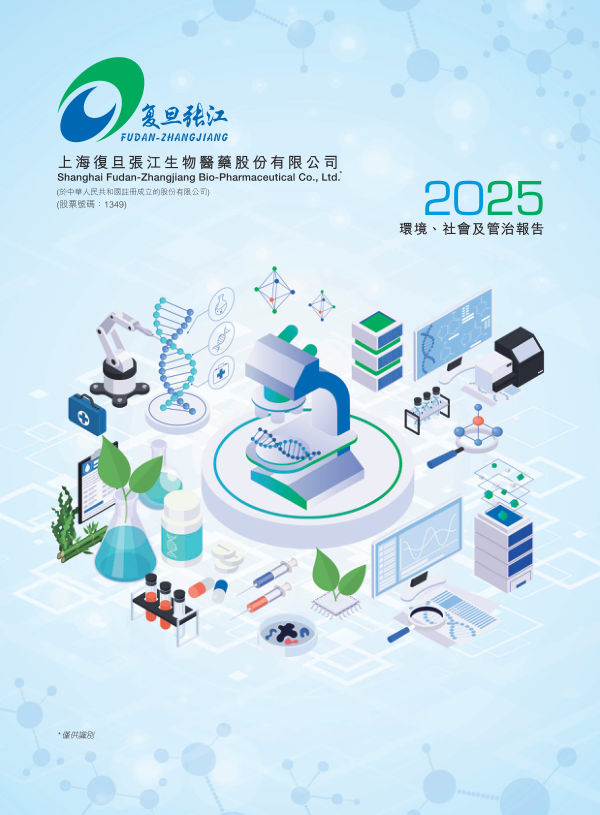 复旦张江
FUDAN-ZHANGJIANG
上海復旦張江生物醫藥股份有限公司
Shanghai Fudan-Zhangjiang Bio-Pharmaceutical Co., Ltd.*
(於中華人民共和國註冊成立的股份有限公司)
(股票號碼：1349)
2025
環境、社會及管治報告
* 僅供識別